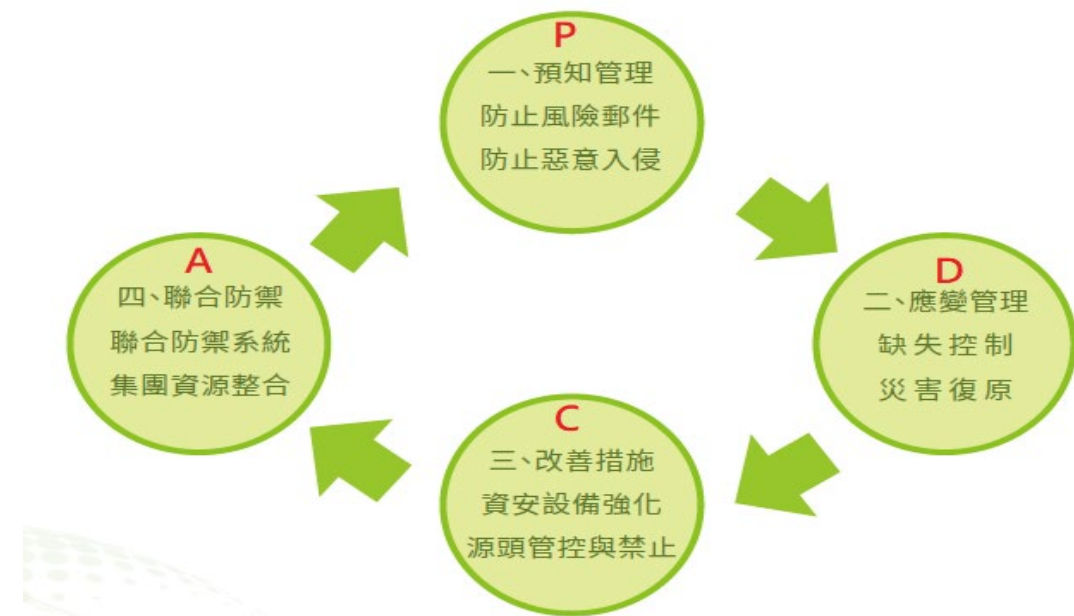 P
一、預知管理
防止風險郵件
防止惡意入侵
D
二、應變管理
缺失控制
災害復原
C
三、改善措施
資安設備強化
源頭管控與禁止
A
四、聯合防禦
聯合防禦系統
集團資源整合